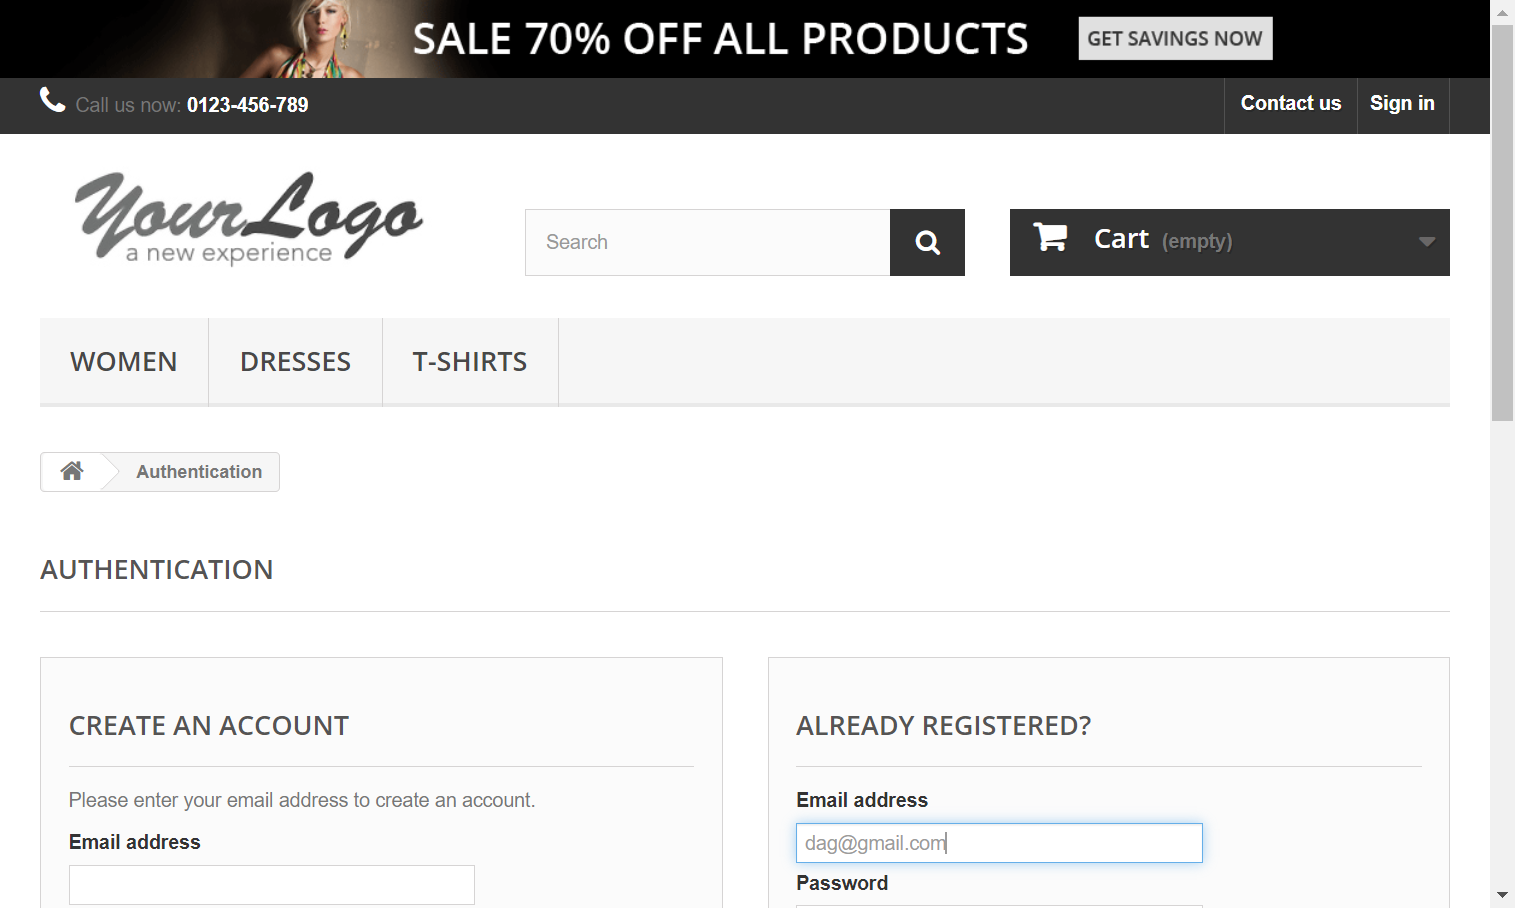 SALE 70% OFF ALL PRODUCTS GET SAVINGS NOW
Call us now: 0123-456-789 Contact us Sign in
YourLogo
a new experience
Search Cart (empty)
WOMEN DRESSES T-SHIRTS
Authentication
AUTHENTICATION
CREATE AN ACCOUNT
Please enter your email address to create an account.
Email address
ALREADY REGISTERED?
Email address
dag@gmail.com
Password